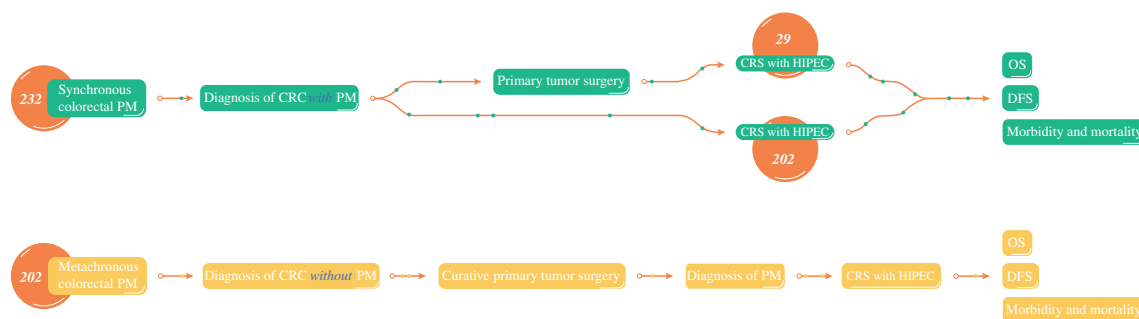 29
CRS with HIPEC
OS
Primary tumor surgery
232
Synchronous
colorectal PM
Diagnosis of CRC with PM
DFS
CRS with HIPEC
202
Morbidity and mortality
OS
202
Metachronous
colorectal PM
Diagnosis of CRC without PM
Curative primary tumor surgery
Diagnosis of PM
CRS with HIPEC
DFS
Morbidity and mortality